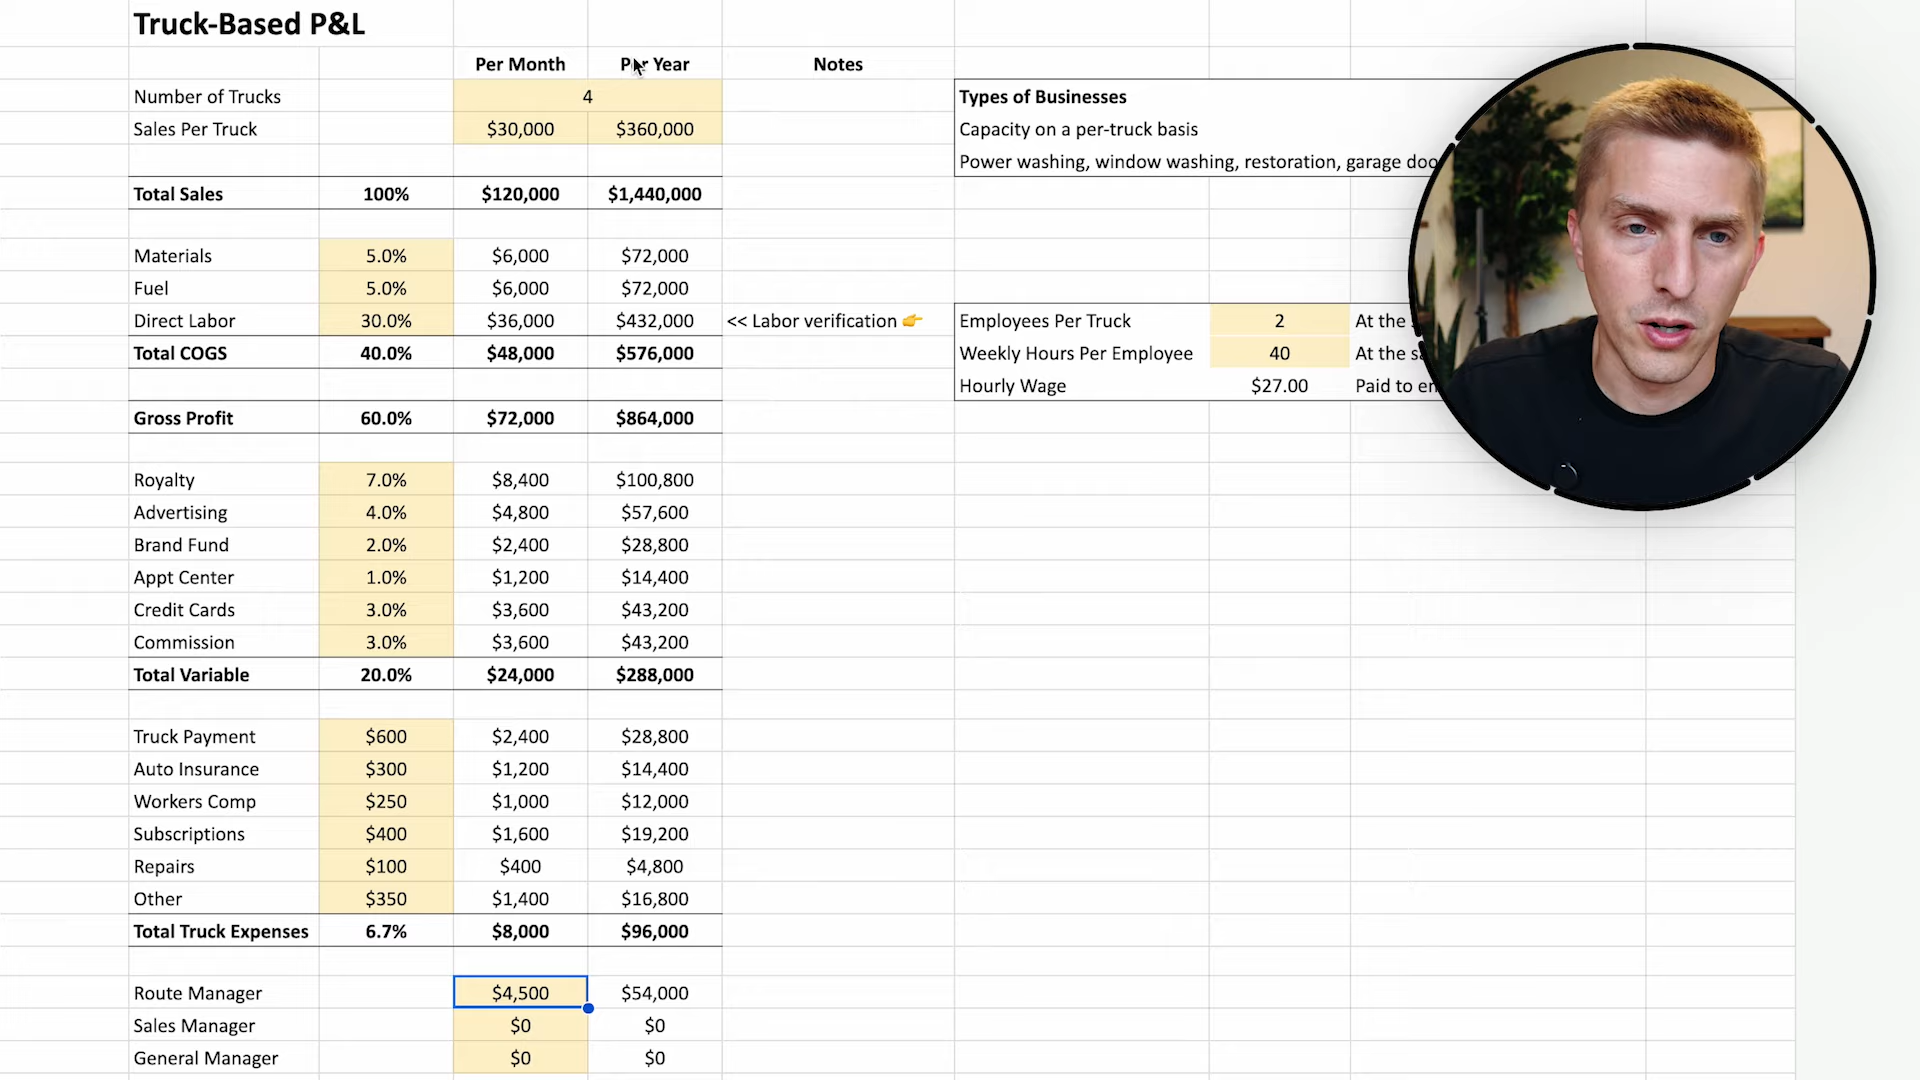 Truck-Based P&L
Per Month Per Year Notes
Number of Trucks 4
Sales Per Truck $30,000 $360,000
Total Sales 100% $120,000 $1,440,000
Materials 5.0% $6,000 $72,000
Fuel 5.0% $6,000 $72,000
Direct Labor 30.0% $36,000 $432,000 << Labor verification 👉
Total COGS 40.0% $48,000 $576,000
Gross Profit 60.0% $72,000 $864,000
Royalty 7.0% $8,400 $100,800
Advertising 4.0% $4,800 $57,600
Brand Fund 2.0% $2,400 $28,800
Appt Center 1.0% $1,200 $14,400
Credit Cards 3.0% $3,600 $43,200
Commission 3.0% $3,600 $43,200
Total Variable 20.0% $24,000 $288,000
Truck Payment $600 $2,400 $28,800
Auto Insurance $300 $1,200 $14,400
Workers Comp $250 $1,000 $12,000
Subscriptions $400 $1,600 $19,200
Repairs $100 $400 $4,800
Other $350 $1,400 $16,800
Total Truck Expenses 6.7% $8,000 $96,000
Route Manager $4,500 $54,000
Sales Manager $0 $0
General Manager $0 $0
Types of Businesses
Capacity on a per-truck basis
Power washing, window washing, restoration, garage
Employees Per Truck 2 At the
Weekly Hours Per Employee 40 At the
Hourly Wage $27.00 Paid to